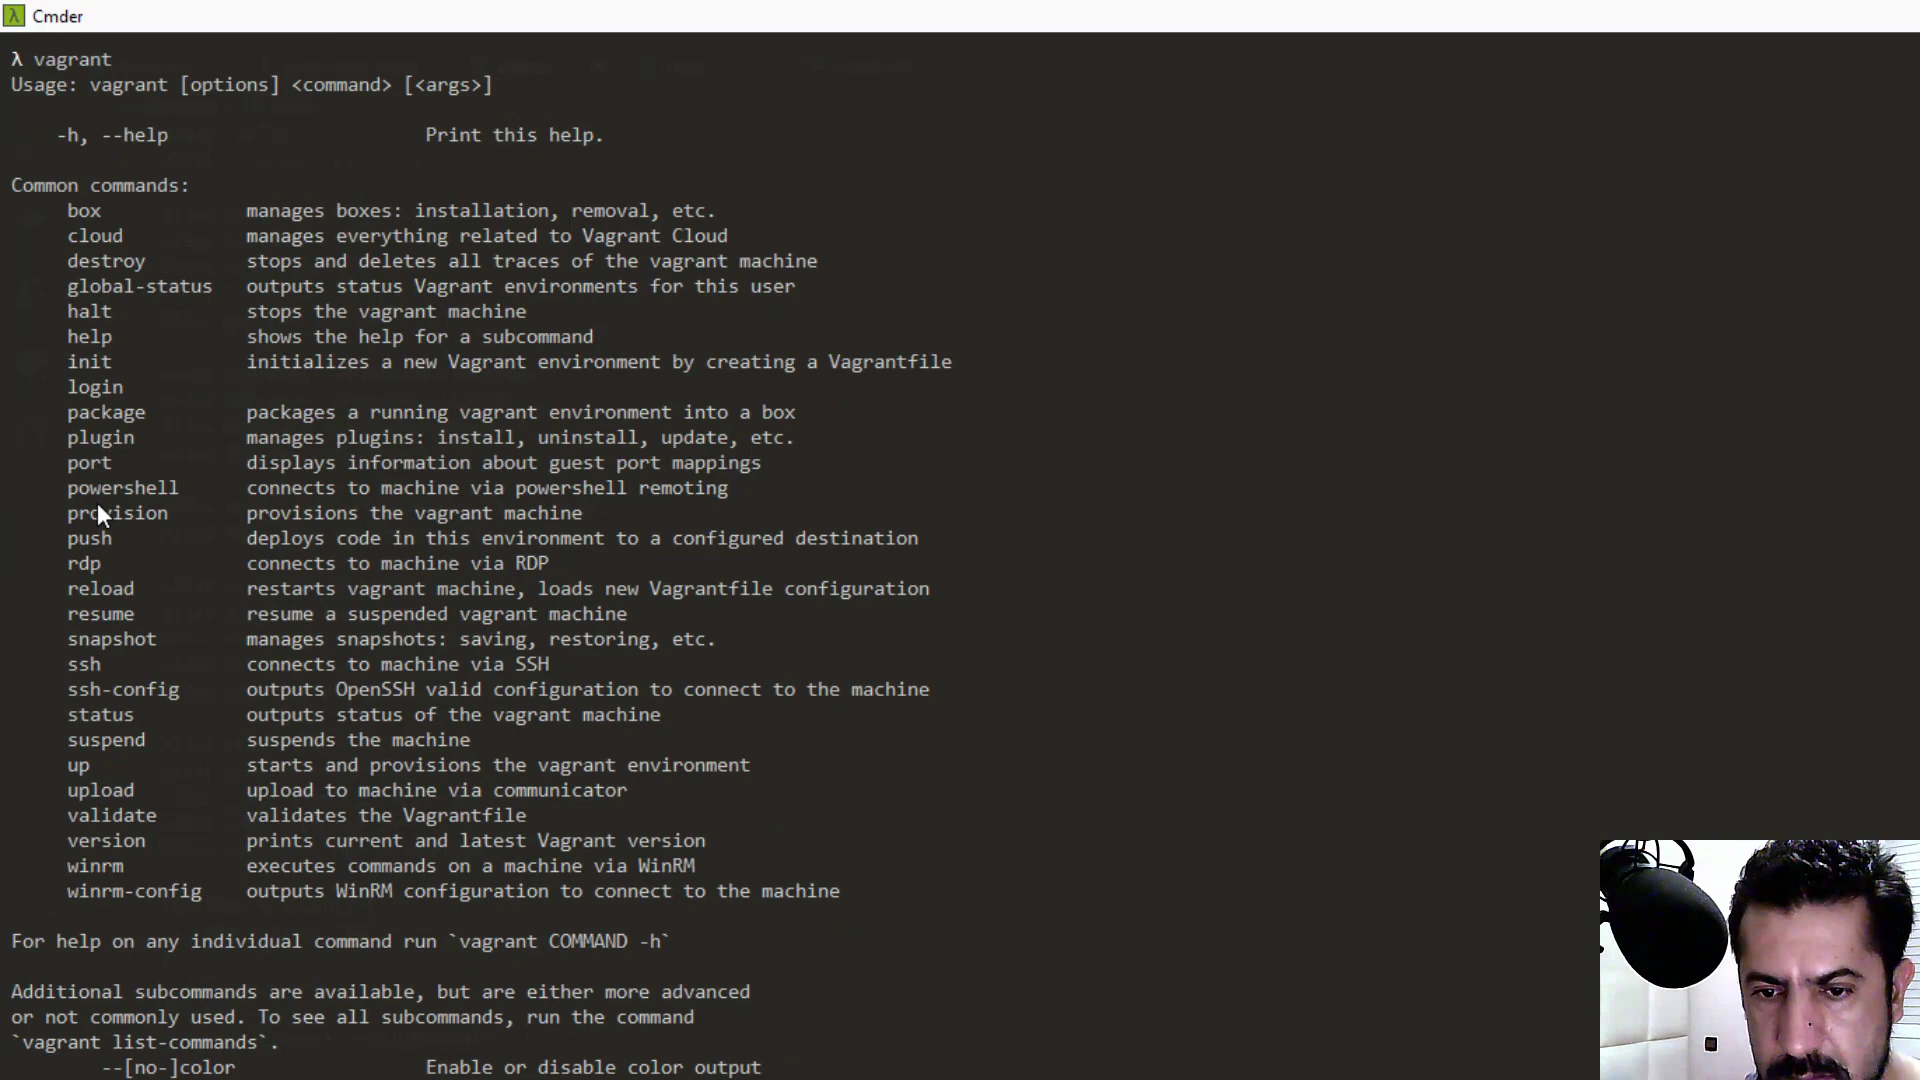 λ Cmder
λ vagrant
Usage: vagrant [options] <command> [<args>]
-h, --help Print this help.
Common commands:
box manages boxes: installation, removal, etc.
cloud manages everything related to Vagrant Cloud
destroy stops and deletes all traces of the vagrant machine
global-status outputs status Vagrant environments for this user
halt stops the vagrant machine
help shows the help for a subcommand
init initializes a new Vagrant environment by creating a Vagrantfile
login
package packages a running vagrant environment into a box
plugin manages plugins: install, uninstall, update, etc.
port displays information about guest port mappings
powershell connects to machine via powershell remoting
provision provisions the vagrant machine
push deploys code in this environment to a configured destination
rdp connects to machine via RDP
reload restarts vagrant machine, loads new Vagrantfile configuration
resume resume a suspended vagrant machine
snapshot manages snapshots: saving, restoring, etc.
ssh connects to machine via SSH
ssh-config outputs OpenSSH valid configuration to connect to the machine
status outputs status of the vagrant machine
suspend suspends the machine
up starts and provisions the vagrant environment
upload upload to machine via communicator
validate validates the Vagrantfile
version prints current and latest Vagrant version
winrm executes commands on a machine via WinRM
winrm-config outputs WinRM configuration to connect to the machine
For help on any individual command run `vagrant COMMAND -h`
Additional subcommands are available, but are either more advanced
or not commonly used. To see all subcommands, run the command
`vagrant list-commands`.
--[no-]color Enable or disable color output